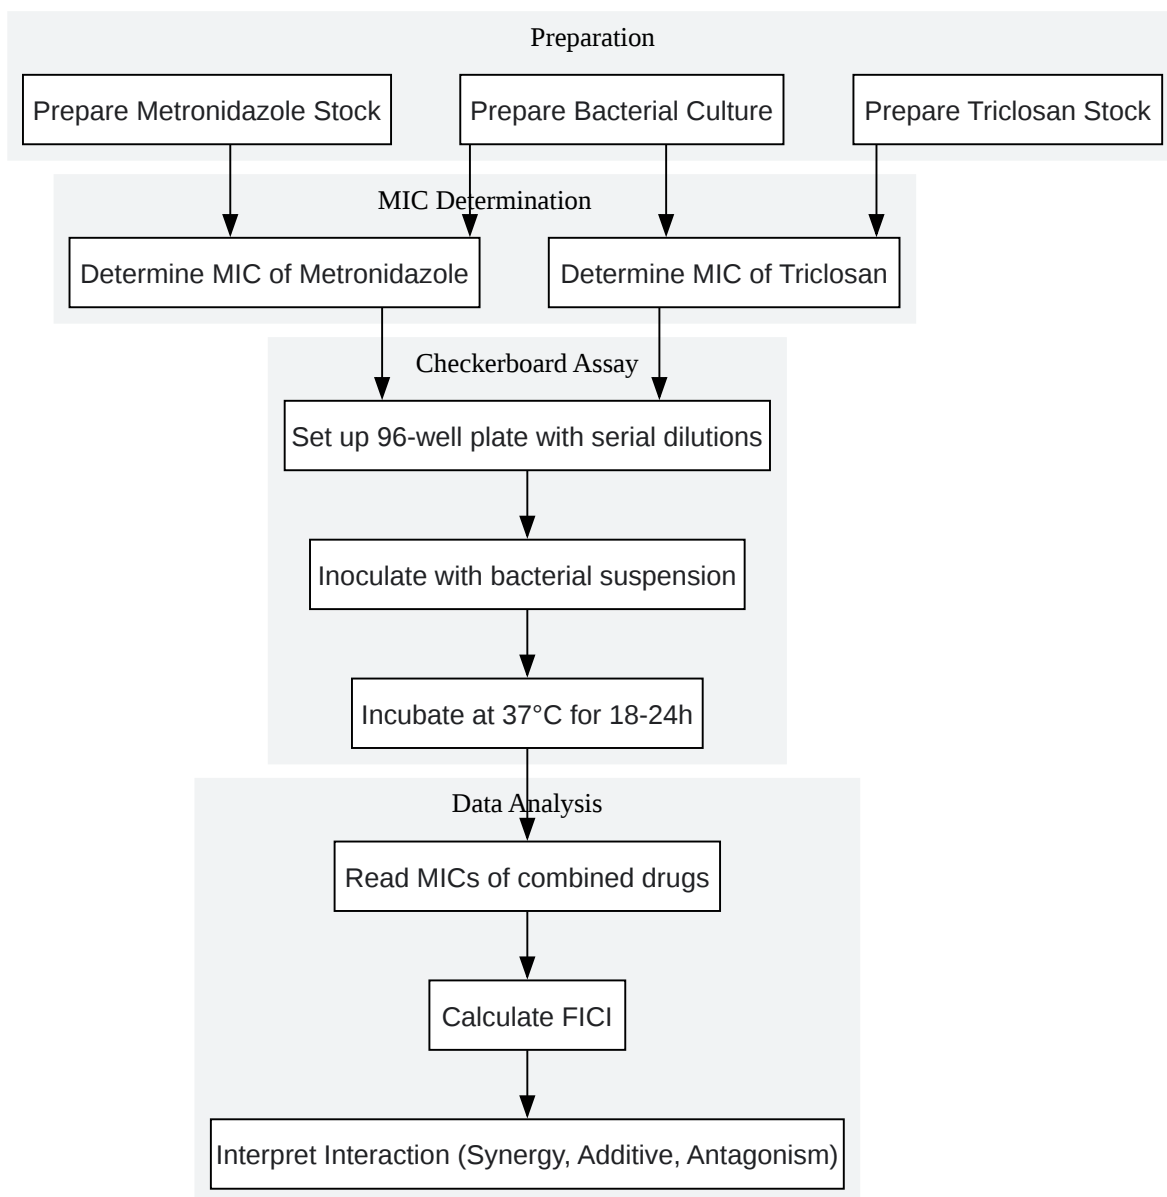 Preparation
Prepare Metronidazole Stock
Prepare Bacterial Culture
Prepare Triclosan Stock
MIC Determination
Determine MIC of Metronidazole
Determine MIC of Triclosan
Checkerboard Assay
Set up 96-well plate with serial dilutions
Inoculate with bacterial suspension
Incubate at 37°C for 18-24h
Data Analysis
Read MICs of combined drugs
Calculate FICI
Interpret Interaction (Synergy, Additive, Antagonism)